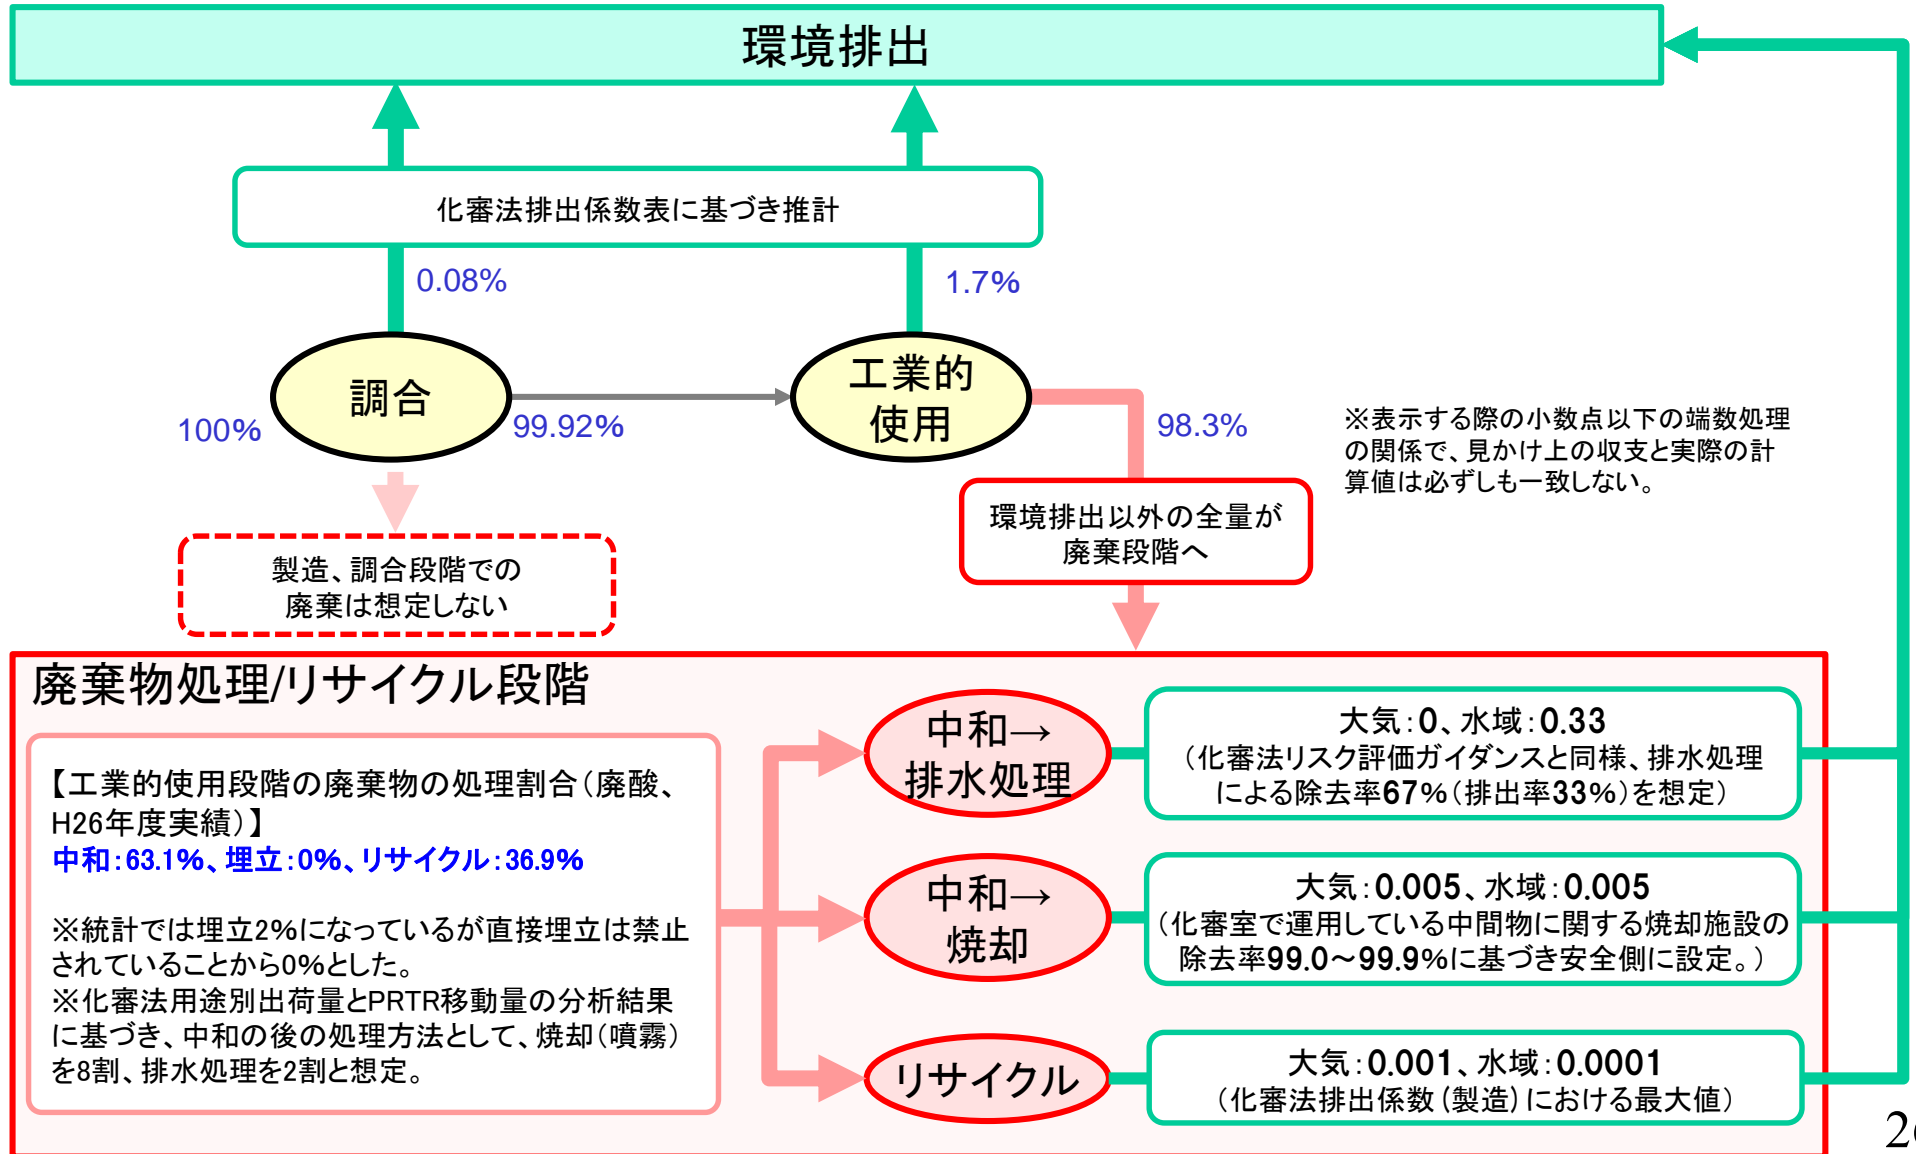 環境排出
化審法排出係数表に基づき推計
0.08%
1.7%
調合
工業的
使用
100%
99.92%
98.3%
※表示する際の小数点以下の端数処理
の関係で、見かけ上の収支と実際の計
算値は必ずしも一致しない。
環境排出以外の全量が
廃棄段階へ
製造、調合段階での
廃棄は想定しない
廃棄物処理/リサイクル段階
【工業的使用段階の廃棄物の処理割合（廃酸、
H26年度実績）】
中和：63.1%、埋立：0%、リサイクル：36.9%
※統計では埋立2%になっているが直接埋立は禁止
されていることから0%とした。
※化審法用途別出荷量とPRTR移動量の分析結果
に基づき、中和の後の処理方法として、焼却（噴霧）
を8割、排水処理を2割と想定。
中和→
排水処理
大気：0、水域：0.33
（化審法リスク評価ガイダンスと同様、排水処理
による除去率67%（排出率33%）を想定）
中和→
焼却
大気：0.005、水域：0.005
（化審室で運用している中間物に関する焼却施設の
除去率99.0～99.9%に基づき安全側に設定。）
リサイクル
大気：0.001、水域：0.0001
（化審法排出係数（製造）における最大値）